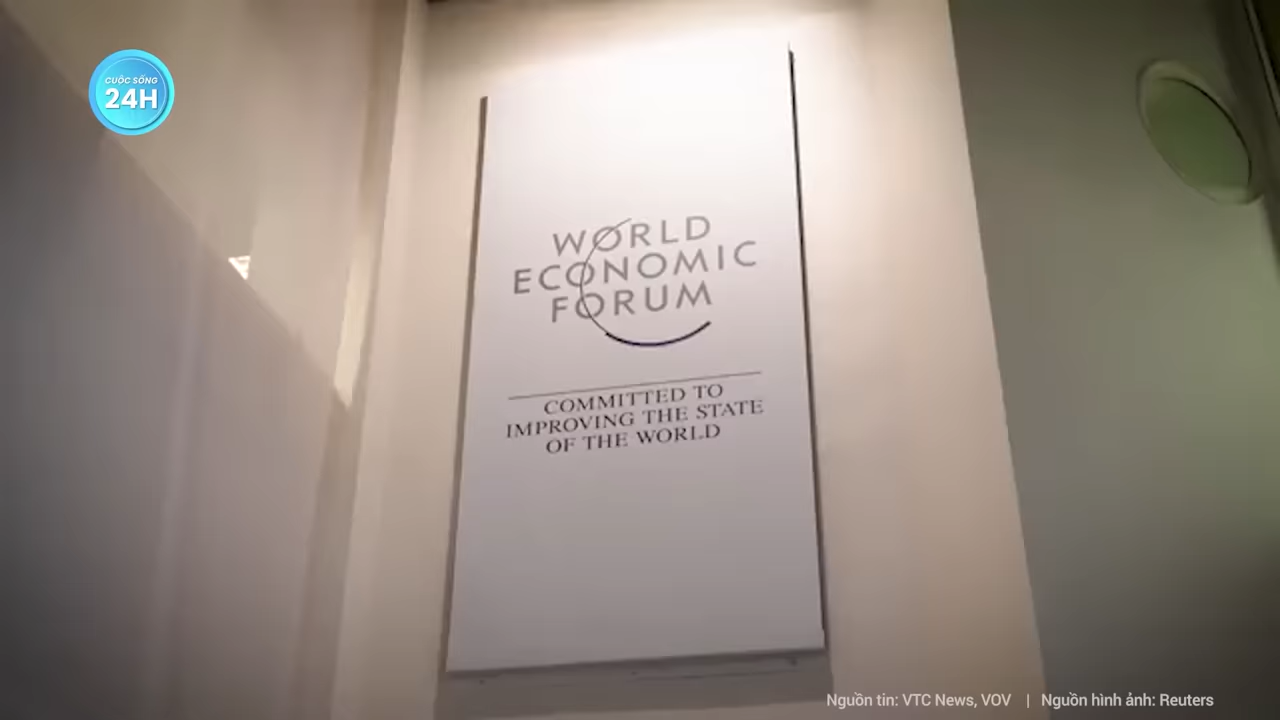 CUỘC SỐNG
24H
WORLD
ECONOMIC
FORUM
COMMITTED TO
IMPROVING THE STATE
OF THE WORLD
Nguồn tin: VTC News, VOV | Nguồn hình ảnh: Reuters